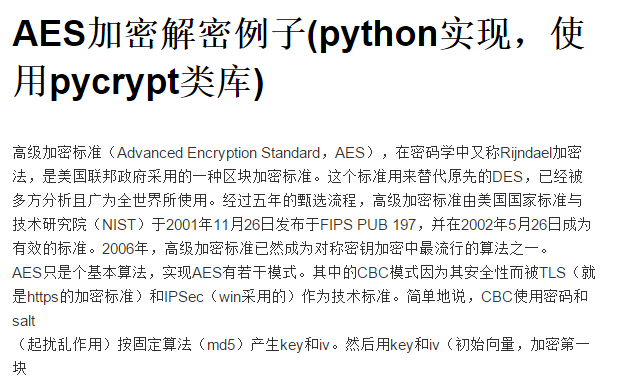 AES加密解密例子(python实现，使
用pycrypt类库)
高级加密标准（Advanced Encryption Standard，AES），在密码学中又称Rijndael加密
法，是美国联邦政府采用的一种区块加密标准。这个标准用来替代原先的DES，已经被
多方分析且广为全世界所使用。经过五年的甄选流程，高级加密标准由美国国家标准与
技术研究院（NIST）于2001年11月26日发布于FIPS PUB 197，并在2002年5月26日成为
有效的标准。2006年，高级加密标准已然成为对称密钥加密中最流行的算法之一。
AES只是个基本算法，实现AES有若干模式。其中的CBC模式因为其安全性而被TLS（就
是https的加密标准）和IPSec（win采用的）作为技术标准。简单地说，CBC使用密码和
salt
（起扰乱作用）按固定算法（md5）产生key和iv。然后用key和iv（初始向量，加密第一
块